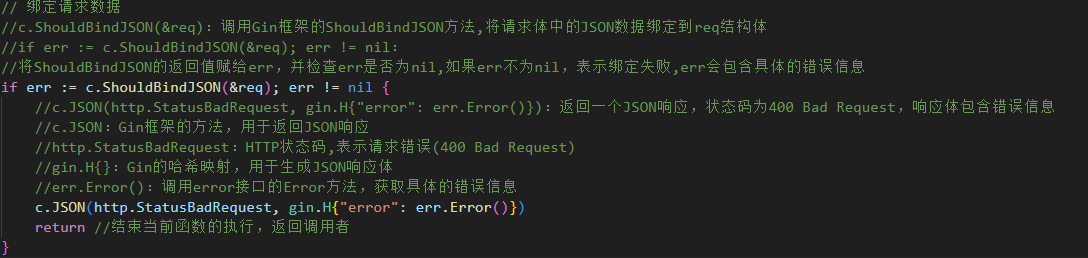 // 绑定请求数据
//c.ShouldBindJSON(&req)：调用Gin框架的ShouldBindJSON方法,将请求体中的JSON数据绑定到req结构体
//if err := c.ShouldBindJSON(&req); err != nil：
//将ShouldBindJSON的返回值赋给err，并检查err是否为nil,如果err不为nil，表示绑定失败,err会包含具体的错误信息
if err := c.ShouldBindJSON(&req); err != nil {
//c.JSON(http.StatusBadRequest, gin.H{"error": err.Error()})：返回一个JSON响应，状态码为400 Bad Request，响应体包含错误信息
//c.JSON：Gin框架的方法，用于返回JSON响应
//http.StatusBadRequest：HTTP状态码,表示请求错误(400 Bad Request)
//gin.H{}：Gin的哈希映射，用于生成JSON响应体
//err.Error()：调用error接口的Error方法，获取具体的错误信息
c.JSON(http.StatusBadRequest, gin.H{"error": err.Error()})
return //结束当前函数的执行，返回调用者
}